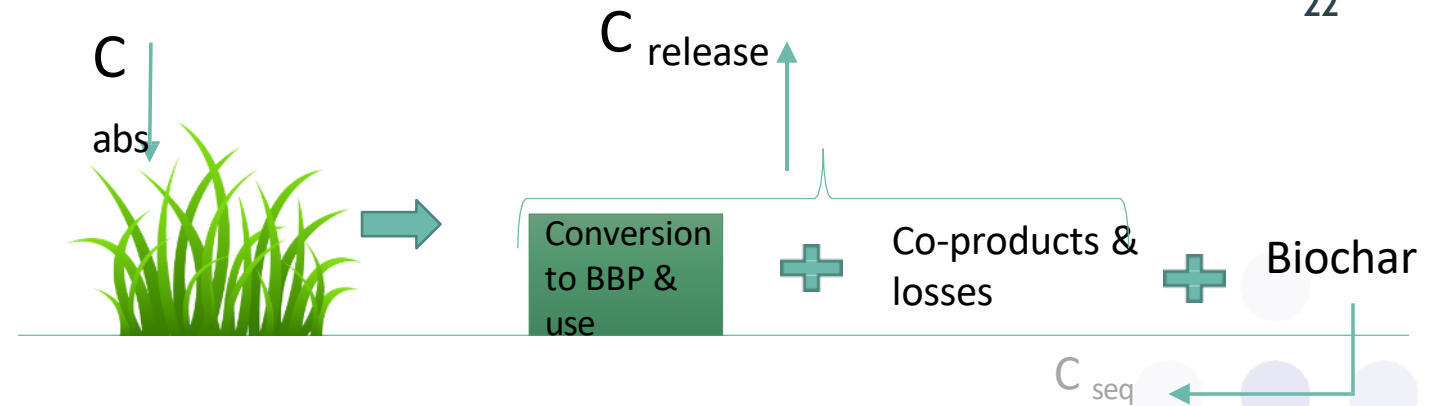 22
C
abs
C release
Conversion
to BBP &
use
Co-products &
losses
Biochar
C seq